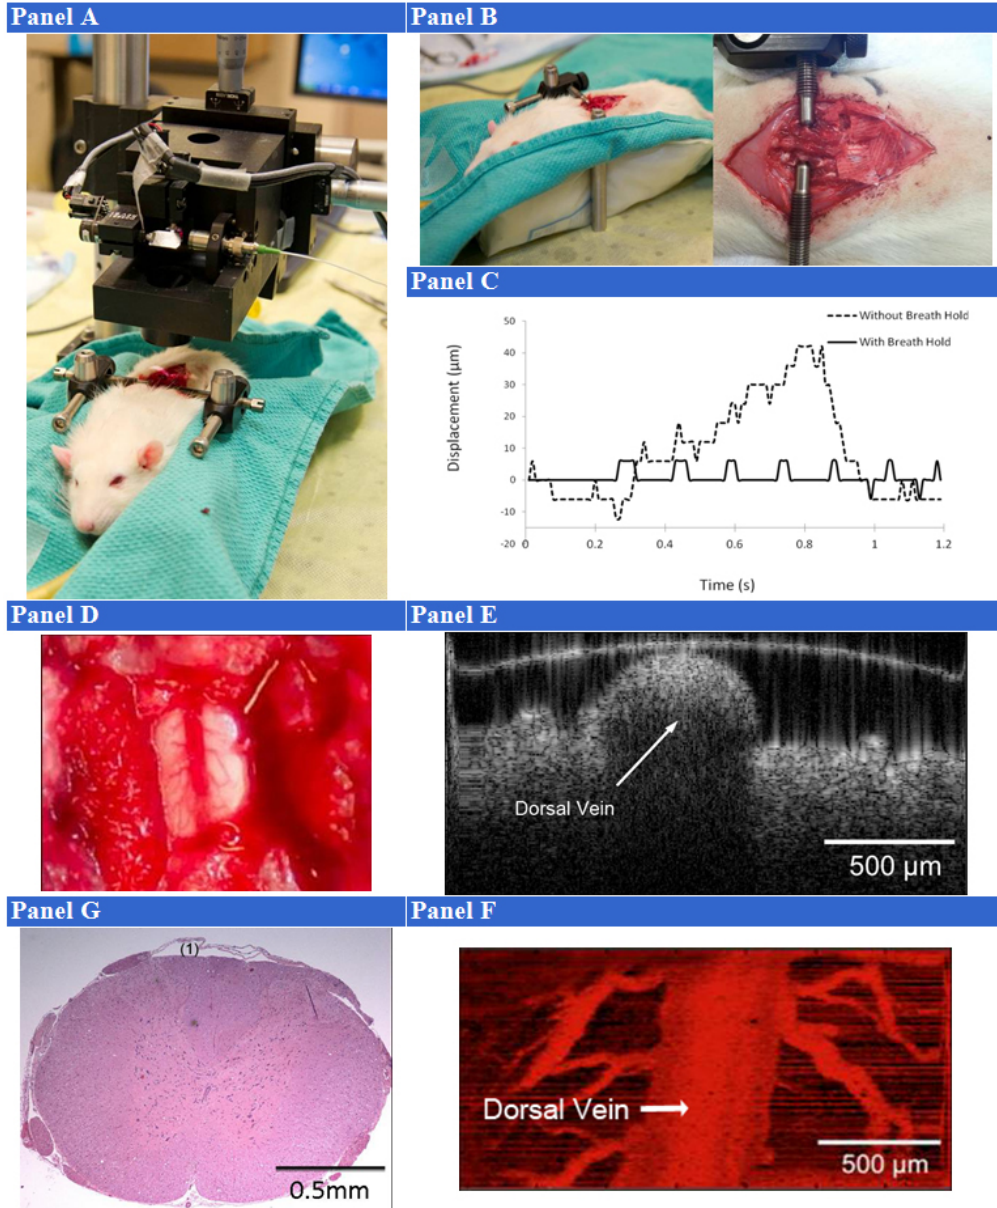 Panel A
Panel B
Panel C
50
40
30
20
10
0
-10
-20
0
0.2
0.4
0.6
0.8
1
1.2
Displacement (µm)
Time (s)
Without Breath Hold
With Breath Hold
Panel D
Panel E
Dorsal Vein
500 µm
Panel G
(1)
0.5mm
Panel F
Dorsal Vein
500 µm